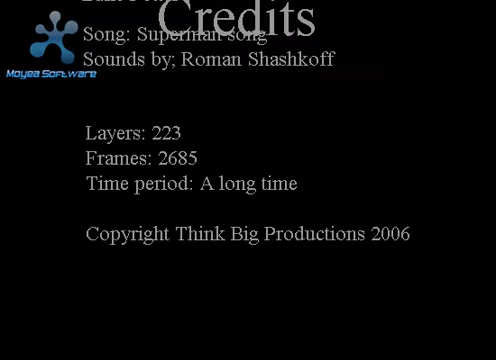 Credits
Song: Superman song
Sounds by; Roman Shashkoff
Moyea Software
Layers: 223
Frames: 2685
Time period: A long time
Copyright Think Big Productions 2006